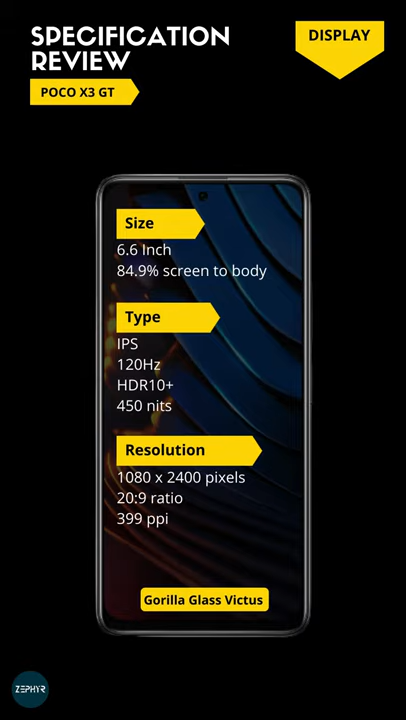 SPECIFICATION
REVIEW
DISPLAY
POCO X3 GT
Size
6.6 Inch
84.9% screen to body
Type
IPS
120Hz
HDR10+
450 nits
Resolution
1080 x 2400 pixels
20:9 ratio
399 ppi
Gorilla Glass Victus
ZEPHYR